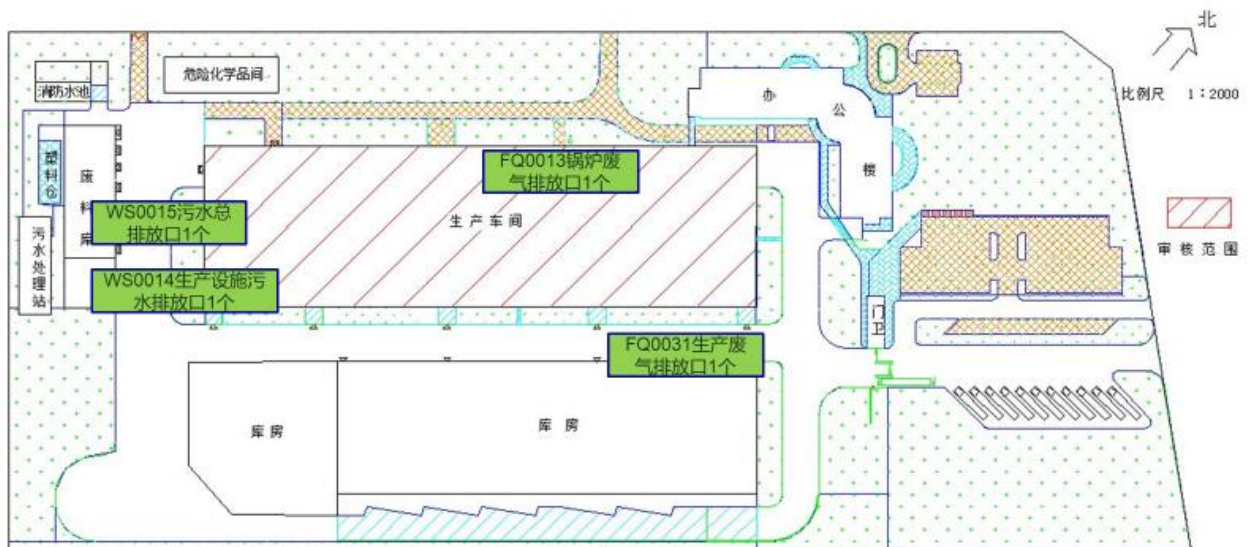 北
比例尺 1：2000
危险化学品间
消防水池
办
公
楼
塑料仓
废
料
库
FQ0013锅炉废
气排放口1个
WS0015污水总
排放口1个
生产车间
审核范围
污水处理站
WS0014生产设施污
水排放口1个
门卫
FQ0031生产废
气排放口1个
库房
库房